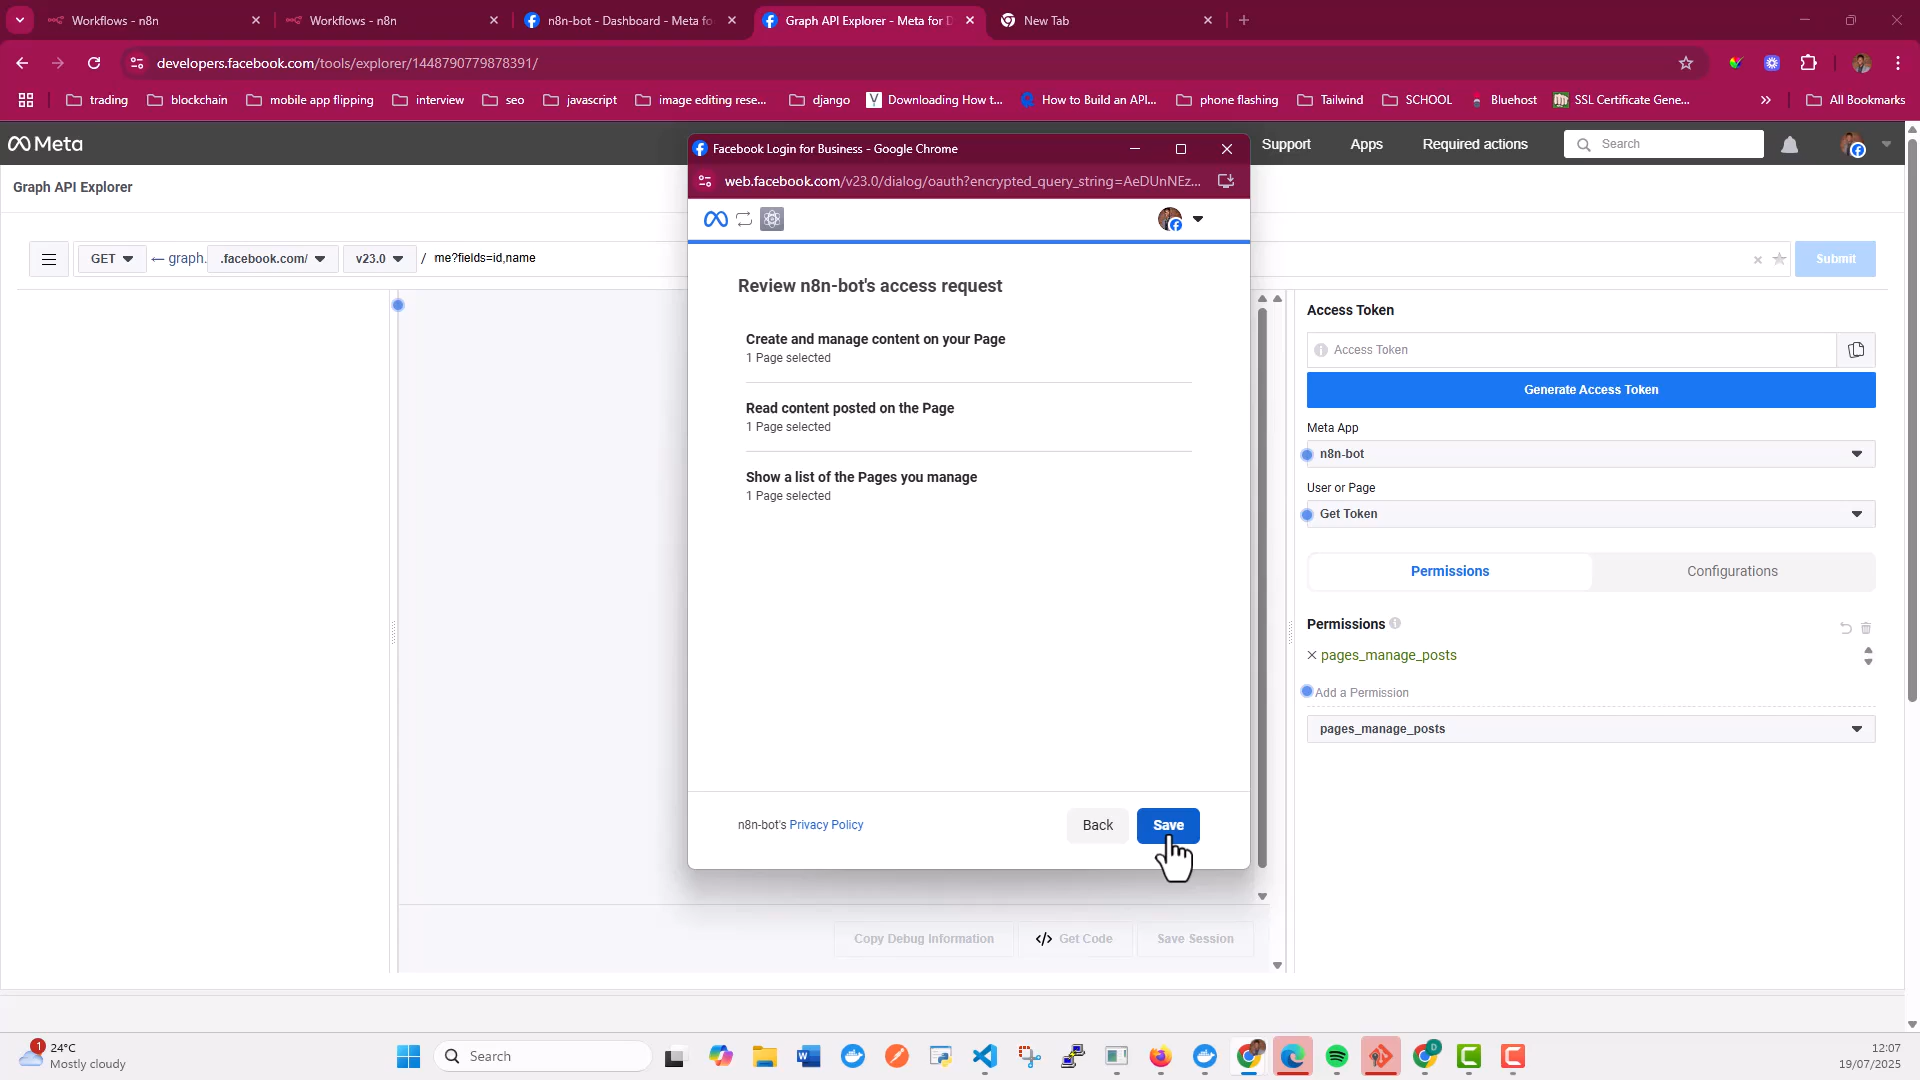 Workflows - n8n
Workflows - n8n
n8n-bot - Dashboard - Meta fo
Graph API Explorer - Meta for D
New Tab
developers.facebook.com/tools/explorer/1448790779878391/
trading
blockchain
mobile app flipping
interview
seo
javascript
image editing rese...
django
Downloading How t...
How to Build an API...
phone flashing
Tailwind
SCHOOL
Bluehost
SSL Certificate Gene...
All Bookmarks
Meta
Support
Apps
Required actions
Search
Graph API Explorer
GET
graph.
.facebook.com/
v23.0
/
me?fields=id,name
Submit
Facebook Login for Business - Google Chrome
web.facebook.com/v23.0/dialog/oauth?encrypted_query_string=AeDUnNEz...
Review n8n-bot's access request
Create and manage content on your Page
1 Page selected
Read content posted on the Page
1 Page selected
Show a list of the Pages you manage
1 Page selected
n8n-bot's Privacy Policy
Back
Save
Access Token
Access Token
Generate Access Token
Meta App
n8n-bot
User or Page
Get Token
Permissions
Configurations
Permissions
pages_manage_posts
Add a Permission
pages_manage_posts
Copy Debug Information
Get Code
Save Session
1
24°C
Mostly cloudy
Search
12:07
19/07/2025